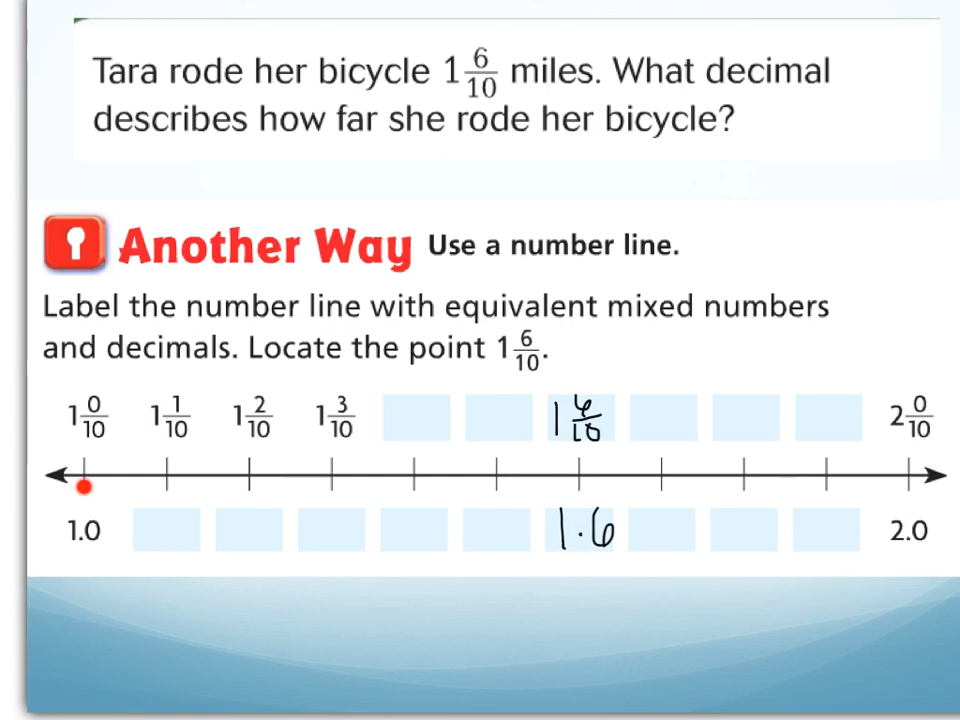 Tara rode her bicycle 1 6/10 miles. What decimal
describes how far she rode her bicycle?
Another Way Use a number line.
Label the number line with equivalent mixed numbers
and decimals. Locate the point 1 6/10.
1 0/10 1 1/10 1 2/10 1 3/10 1 6/10 2 0/10
1.0 1.6 2.0